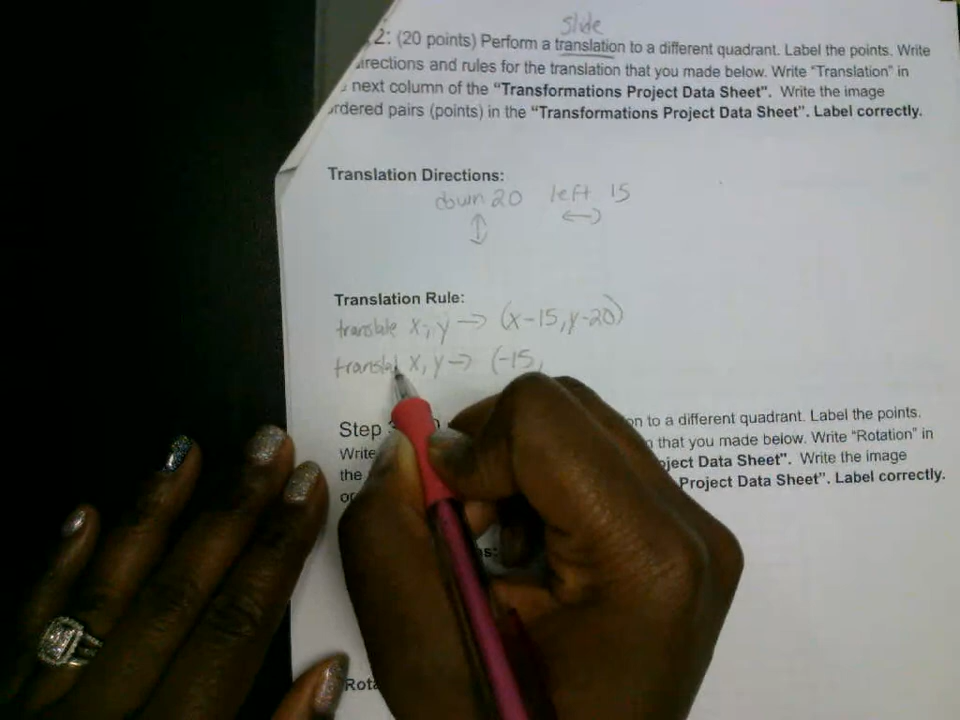 slide
2: (20 points) Perform a translation to a different quadrant. Label the points. Write
irections and rules for the translation that you made below. Write "Translation" in
next column of the "Transformations Project Data Sheet". Write the image
rdered pairs (points) in the "Transformations Project Data Sheet". Label correctly.
Translation Directions:
down 20 left 15
Translation Rule:
translate x, y → (x-15, y-20)
translat x, y → (-15,
on to a different quadrant. Label the points.
Step
Write that you made below. Write "Rotation" in
the ject Data Sheet". Write the image
Project Data Sheet". Label correctly.
Rota